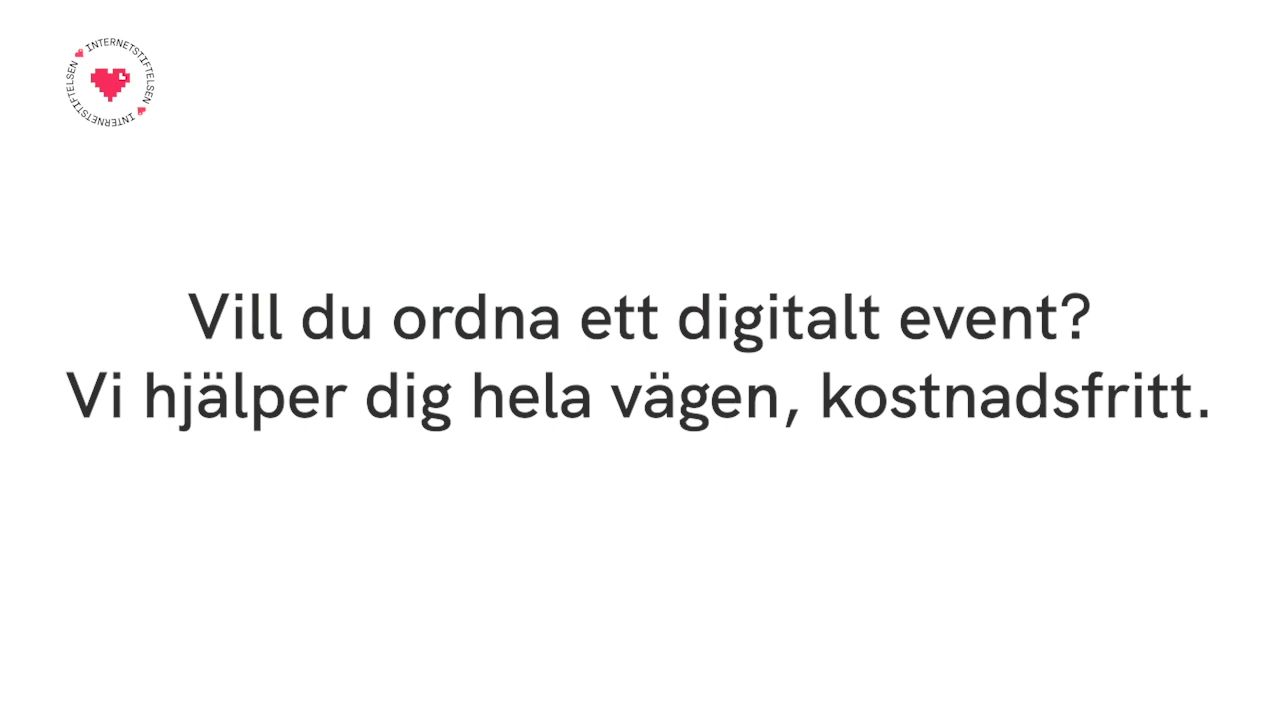 INTERNETSTIFTELSEN
INTERNETSTIFTELSEN
Vill du ordna ett digitalt event?
Vi hjälper dig hela vägen, kostnadsfritt.